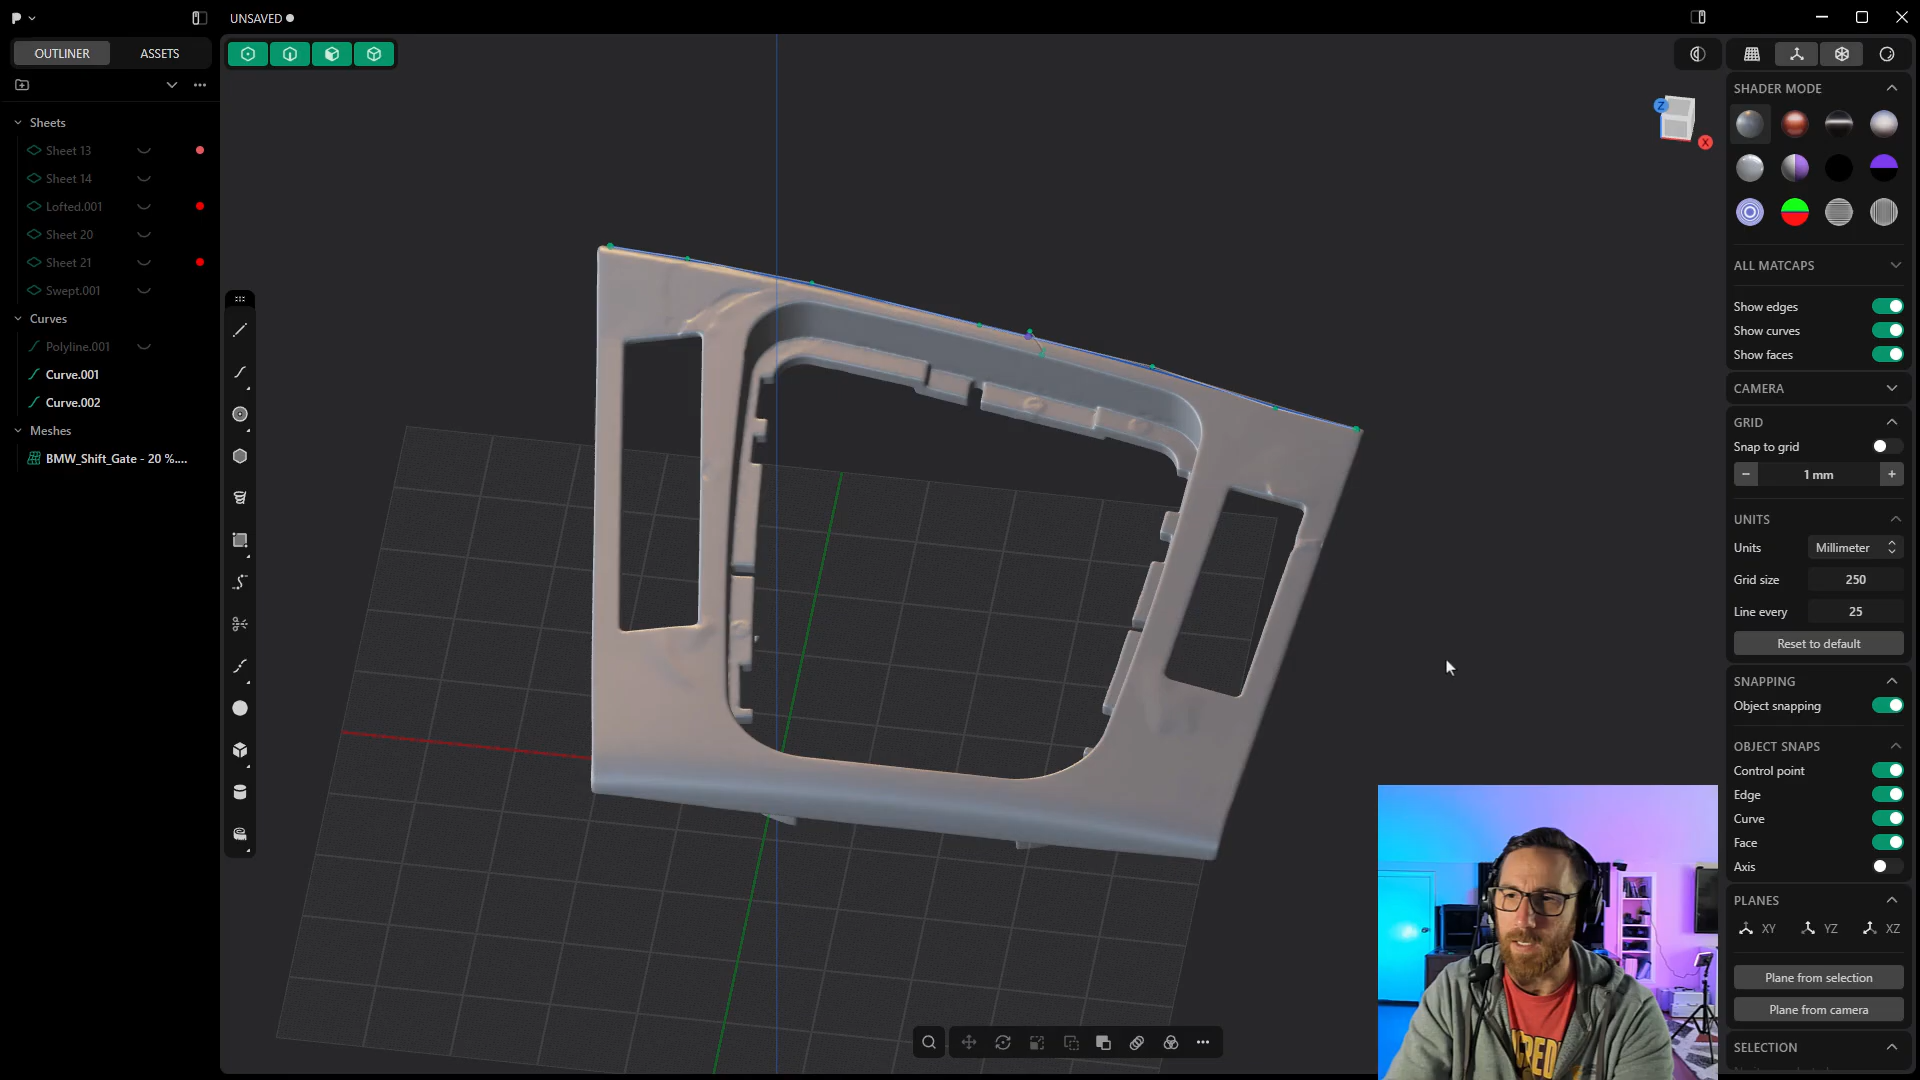 UNSAVED
OUTLINER
ASSETS
Sheets
Sheet 13
Sheet 14
Lofted.001
Sheet 20
Sheet 21
Swept.001
Curves
Polyline.001
Curve.001
Curve.002
Meshes
BMW_Shift_Gate - 20 %....
Z
X
SHADER MODE
ALL MATCAPS
Show edges
Show curves
Show faces
CAMERA
GRID
Snap to grid
1 mm
UNITS
Units
Millimeter
Grid size
250
Line every
25
Reset to default
SNAPPING
Object snapping
OBJECT SNAPS
Control point
Edge
Curve
Face
Axis
PLANES
XY
YZ
XZ
Plane from selection
Plane from camera
SELECTION